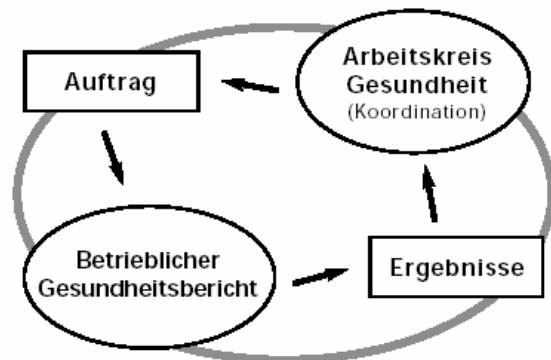 Arbeitskreis
Gesundheit
(Koordination)
Auftrag
Betrieblicher
Gesundheitsbericht
Ergebnisse